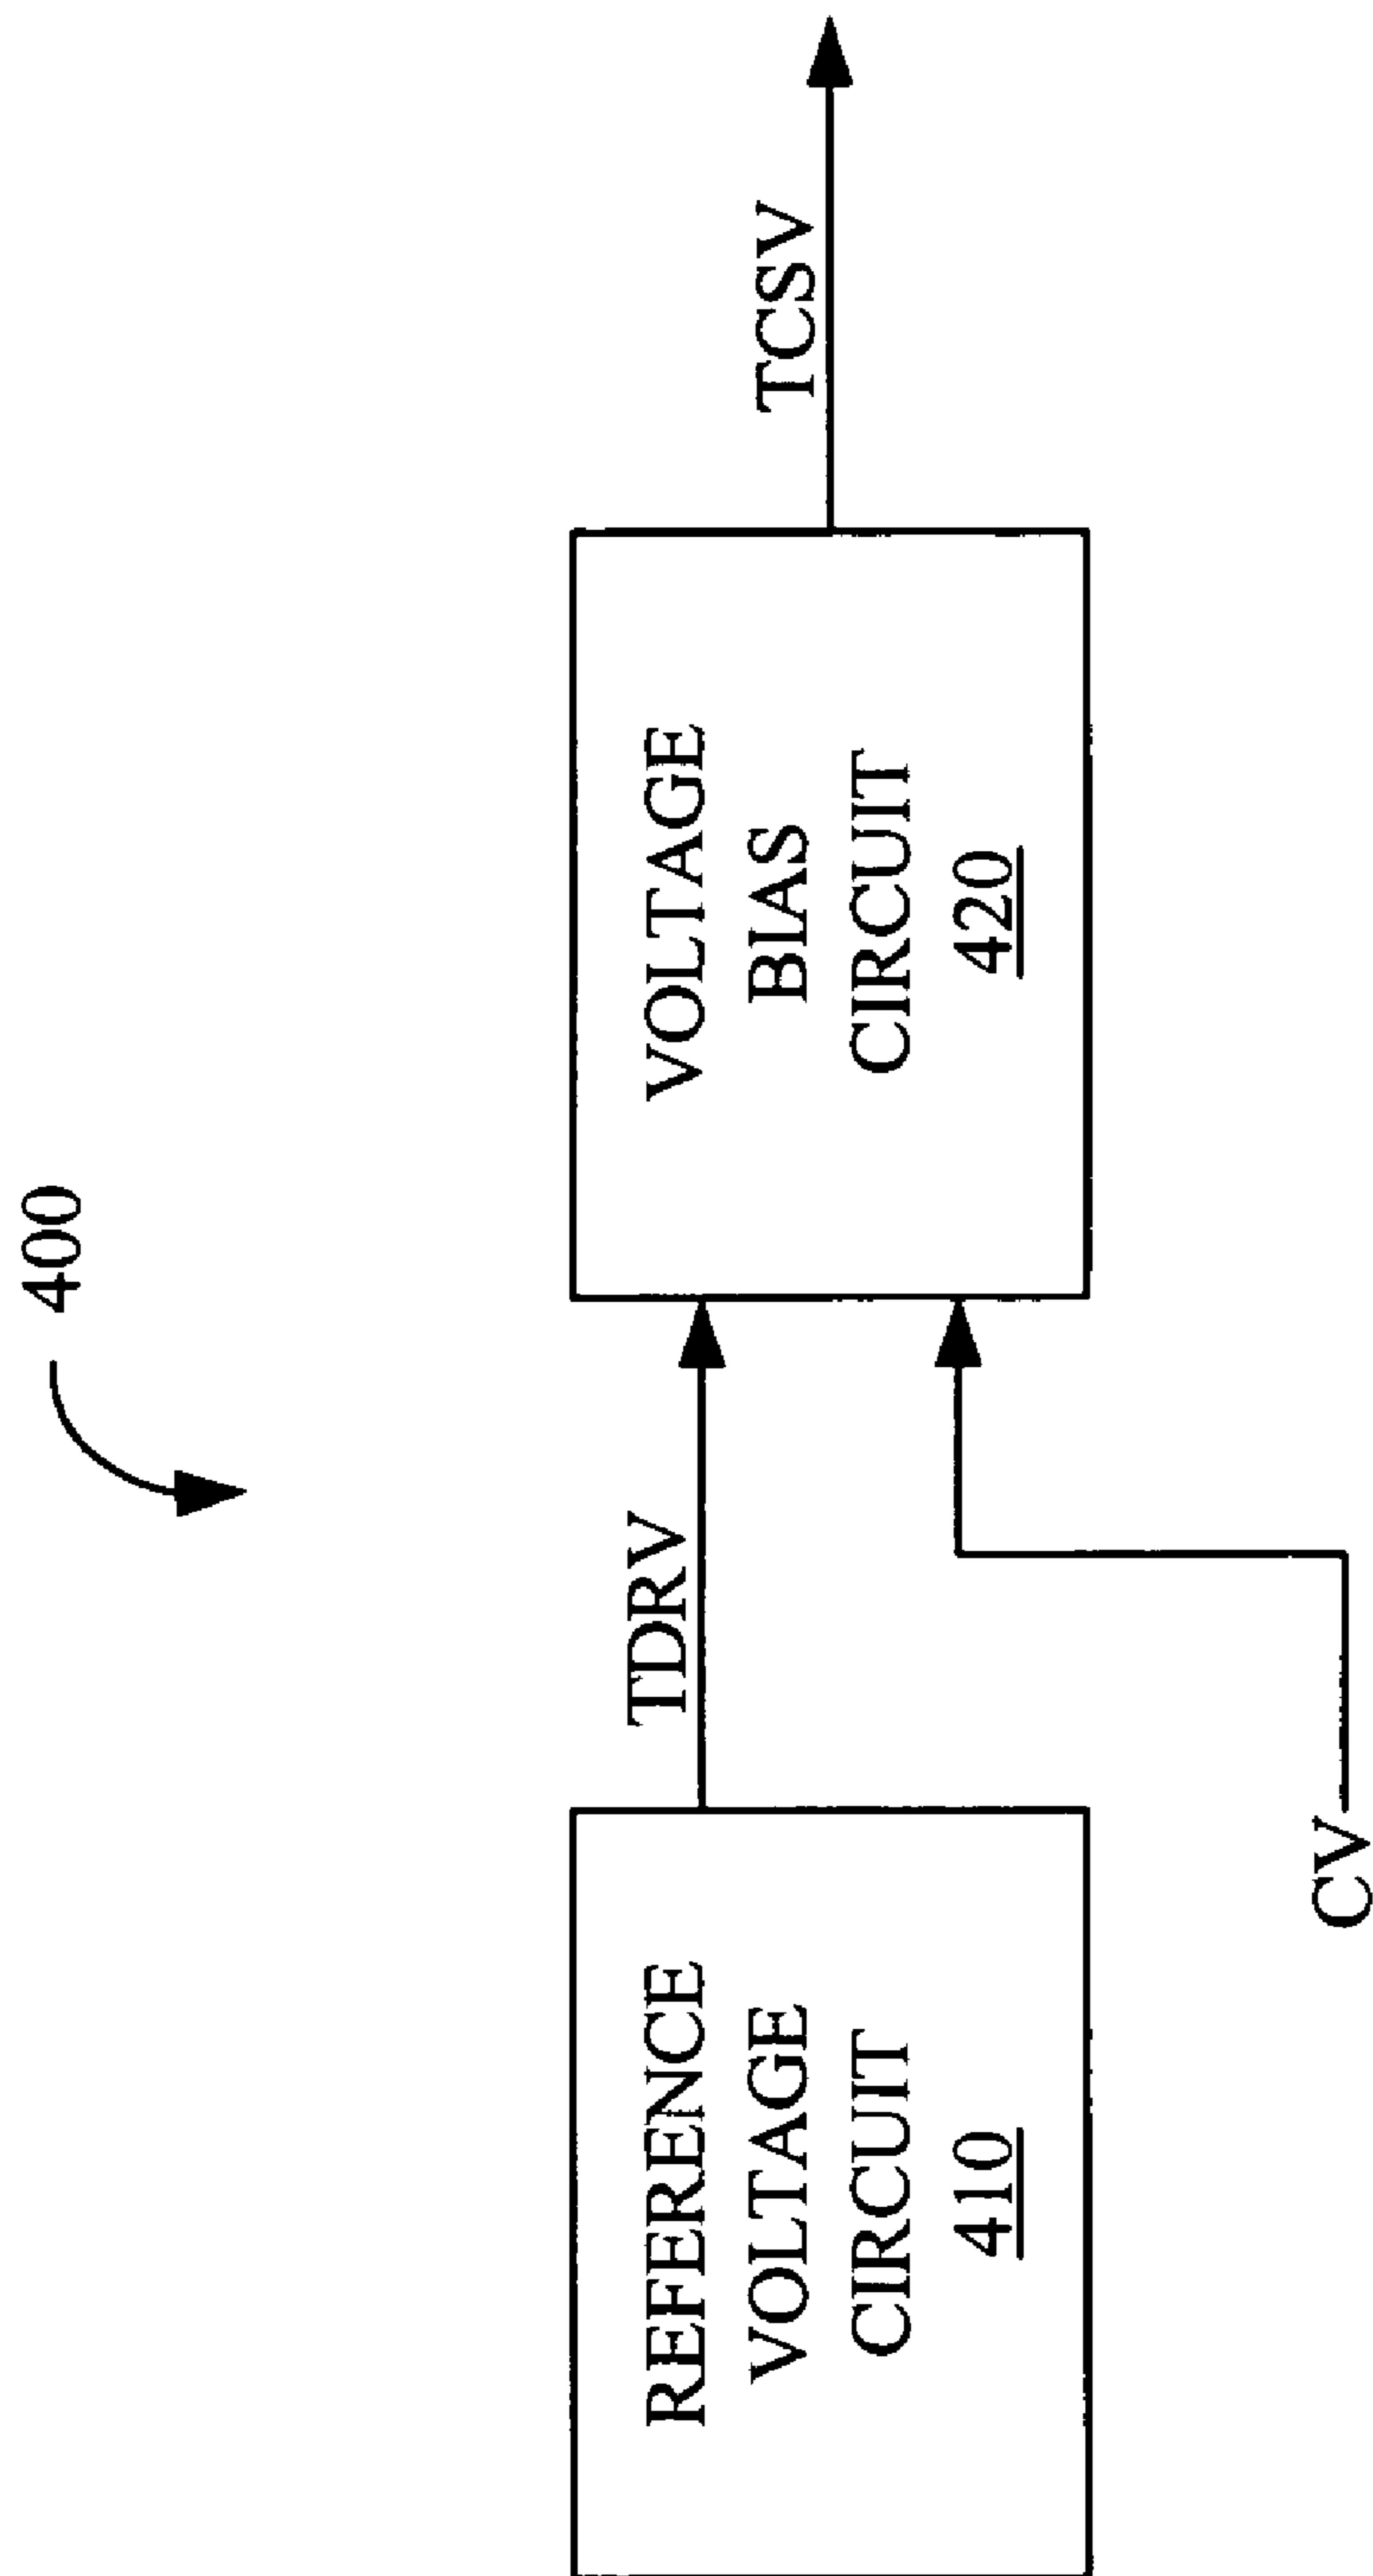 400
REFERENCE
VOLTAGE
CIRCUIT
410
TDRV
CV
VOLTAGE
BIAS
CIRCUIT
420
TCSV